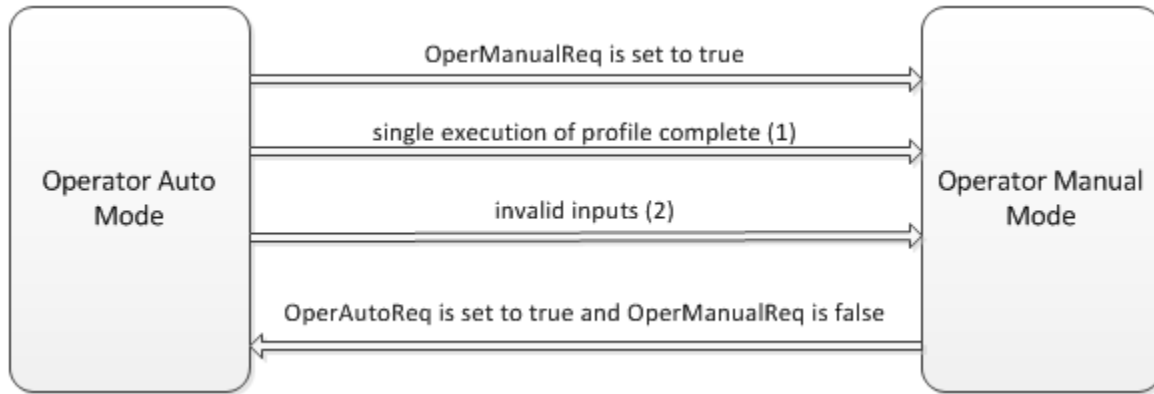 OperManualReq is set to true
single execution of profile complete (1)
Operator Auto
Mode
Operator Manual
Mode
invalid inputs (2)
OperAutoReq is set to true and OperManualReq is false